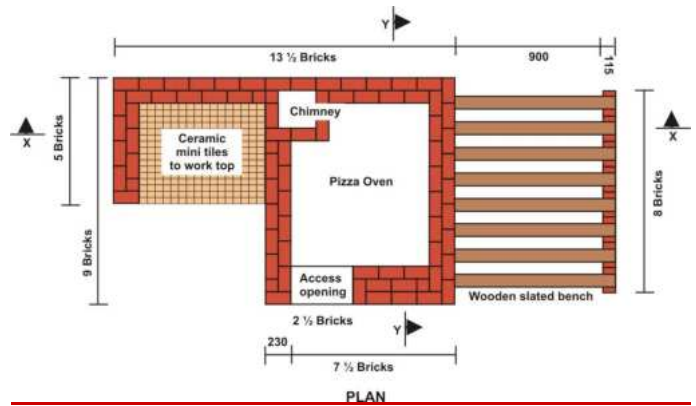 Y
13 ½ Bricks
900
115
X
5 Bricks
9 Bricks
Chimney
Ceramic
mini tiles
to work top
Pizza Oven
X
8 Bricks
Access
opening
Wooden slated bench
2 ½ Bricks
Y
230
7 ½ Bricks
PLAN